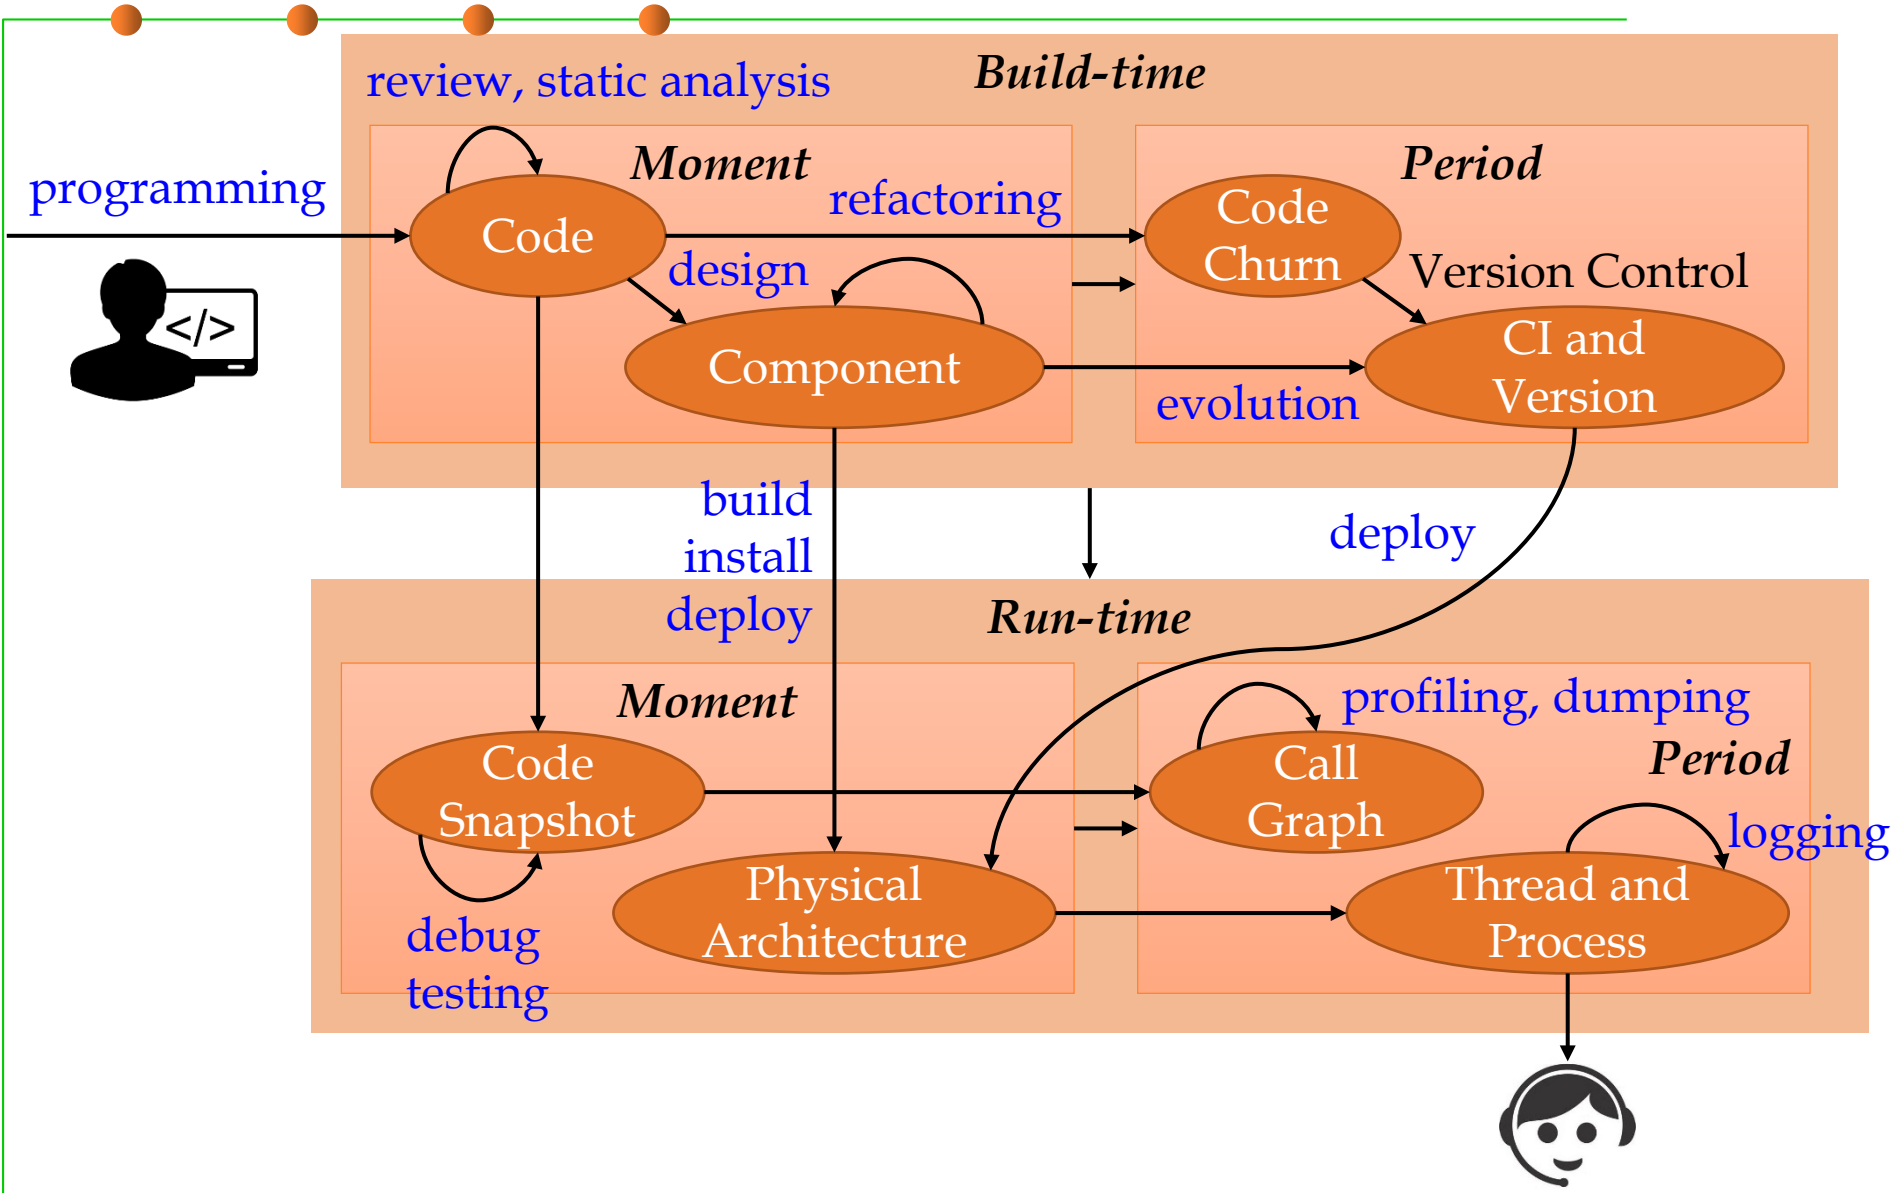 Build-time
review, static analysis
Moment
Period
programming
refactoring
Code
Code
Churn
design
Version Control
Component
CI and
Version
evolution
build
install
deploy
deploy
Run-time
Moment
profiling, dumping
Period
Code
Snapshot
Call
Graph
logging
Physical
Architecture
Thread and
Process
debug
testing
</>